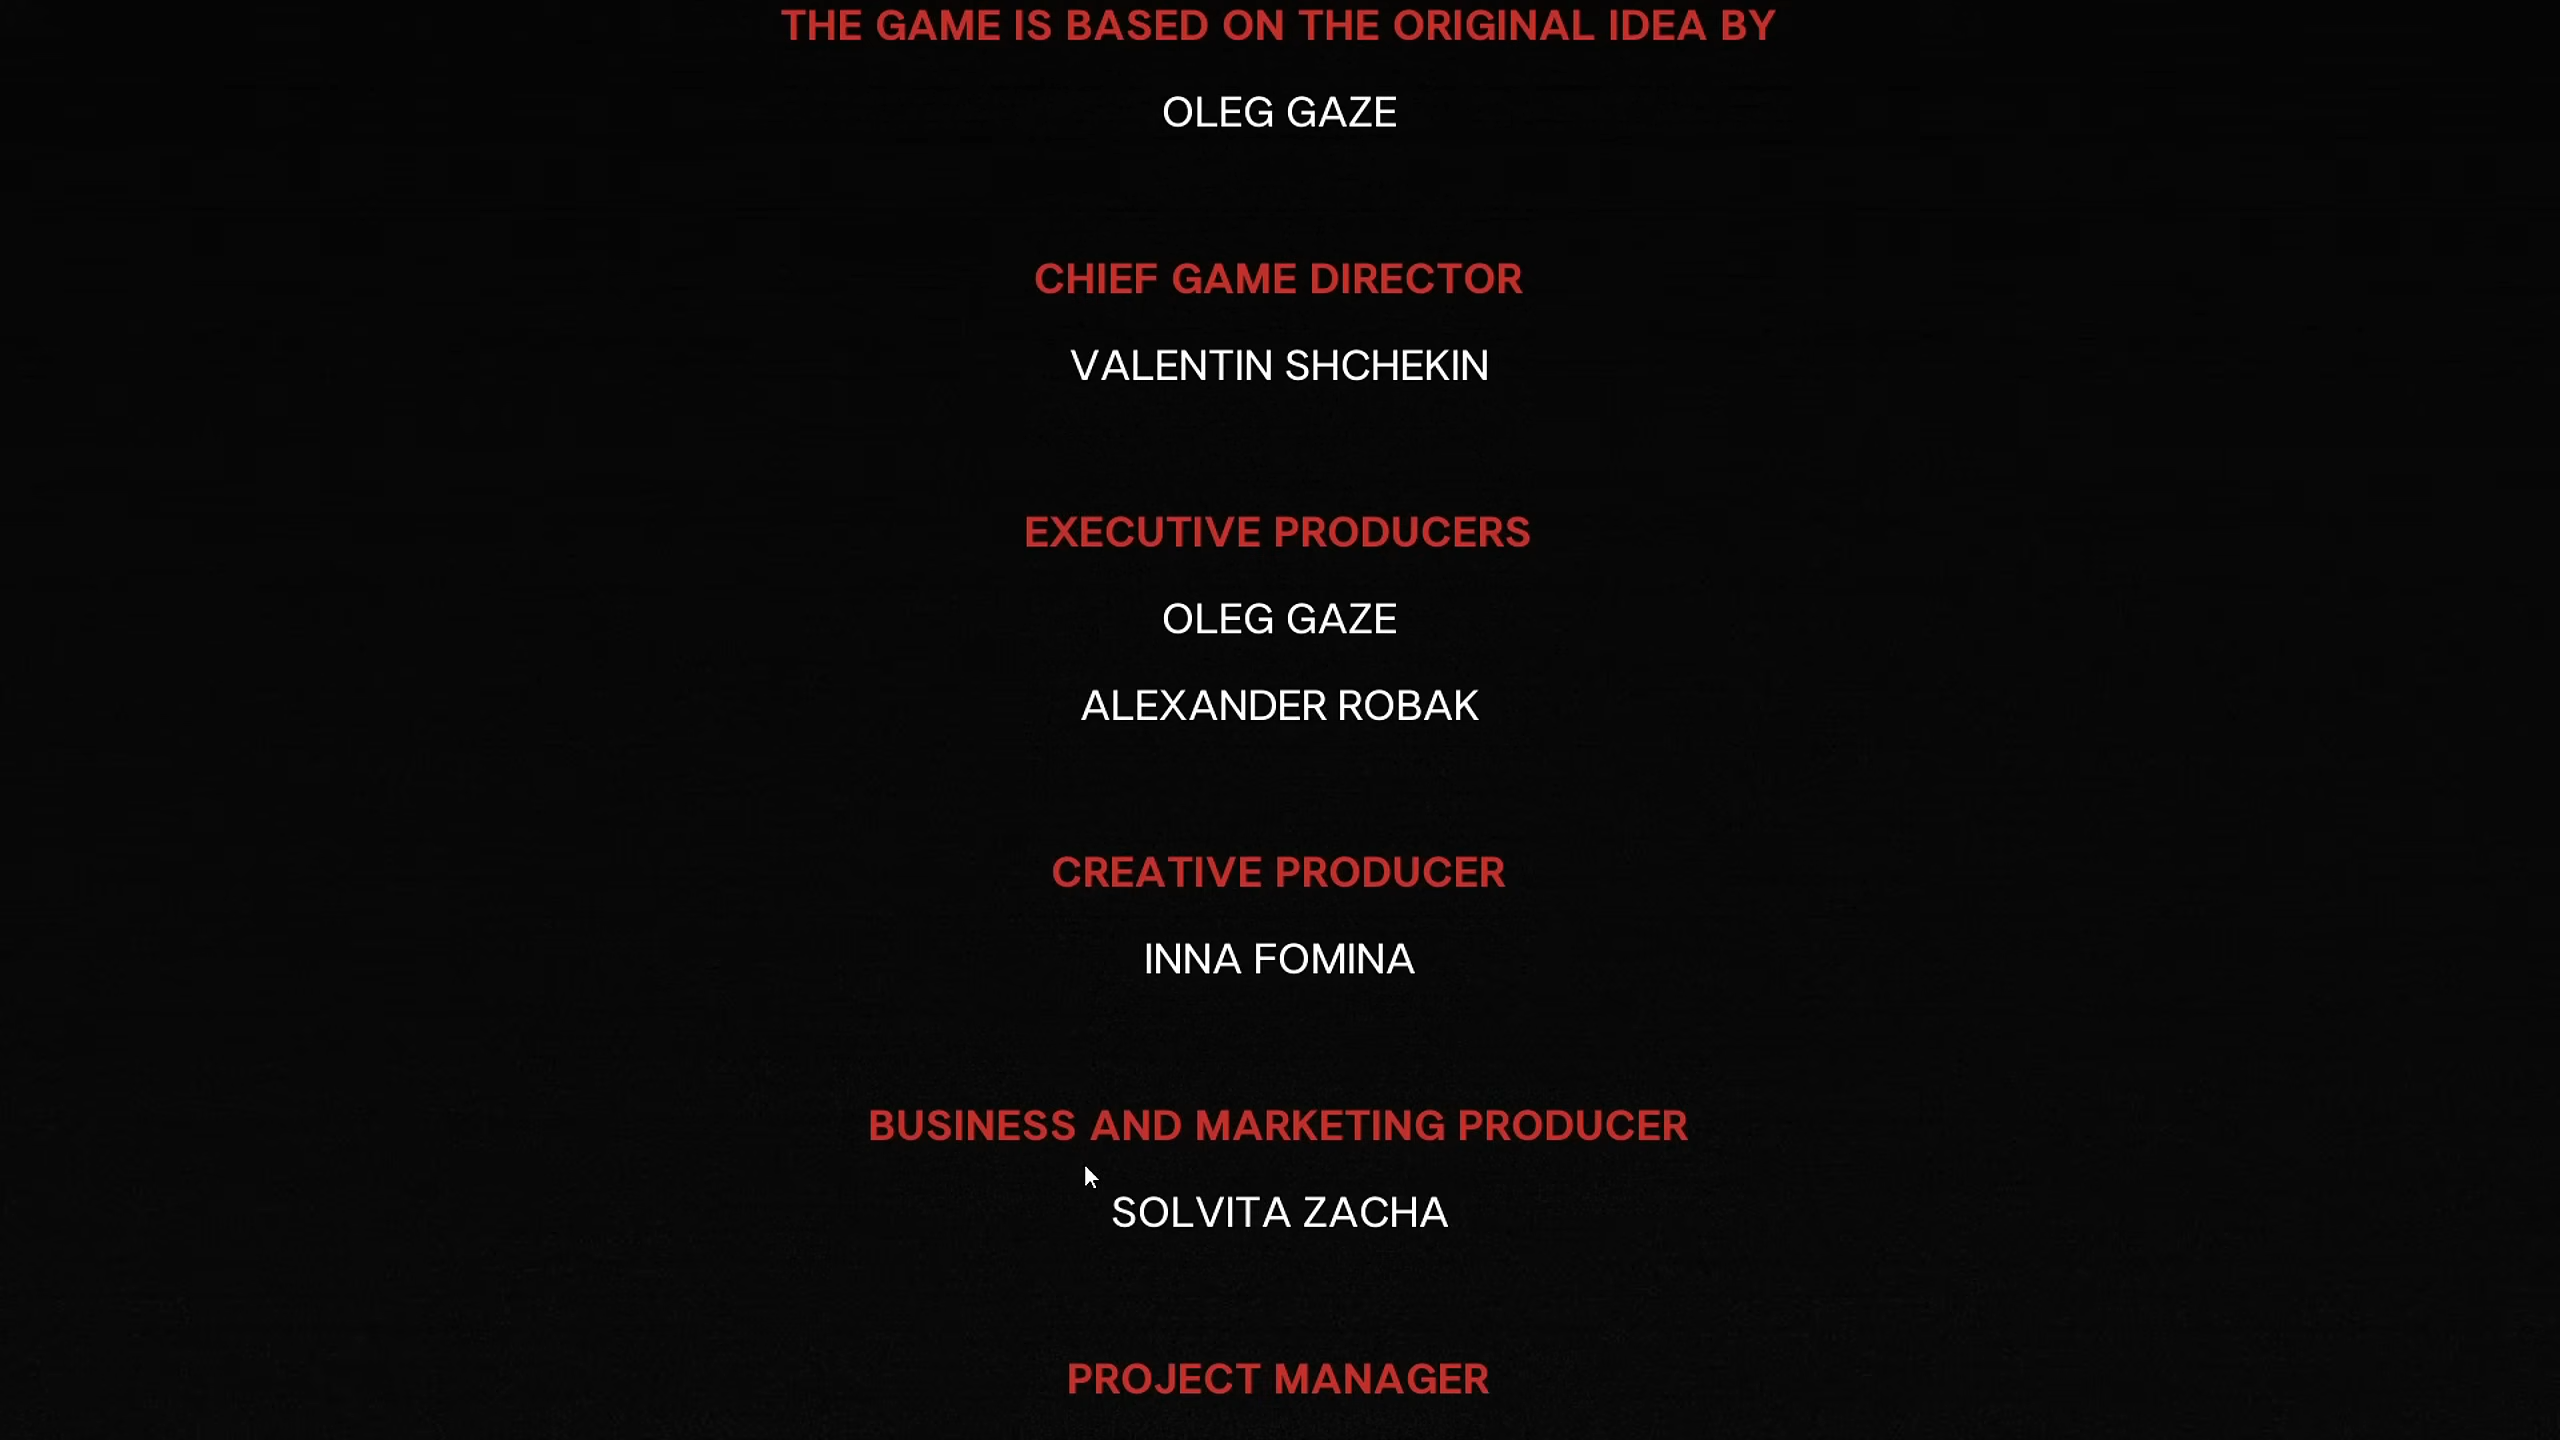 THE GAME IS BASED ON THE ORIGINAL IDEA BY
OLEG GAZE
CHIEF GAME DIRECTOR
VALENTIN SHCHEKIN
EXECUTIVE PRODUCERS
OLEG GAZE
ALEXANDER ROBAK
CREATIVE PRODUCER
INNA FOMINA
BUSINESS AND MARKETING PRODUCER
SOLVITA ZACHA
PROJECT MANAGER